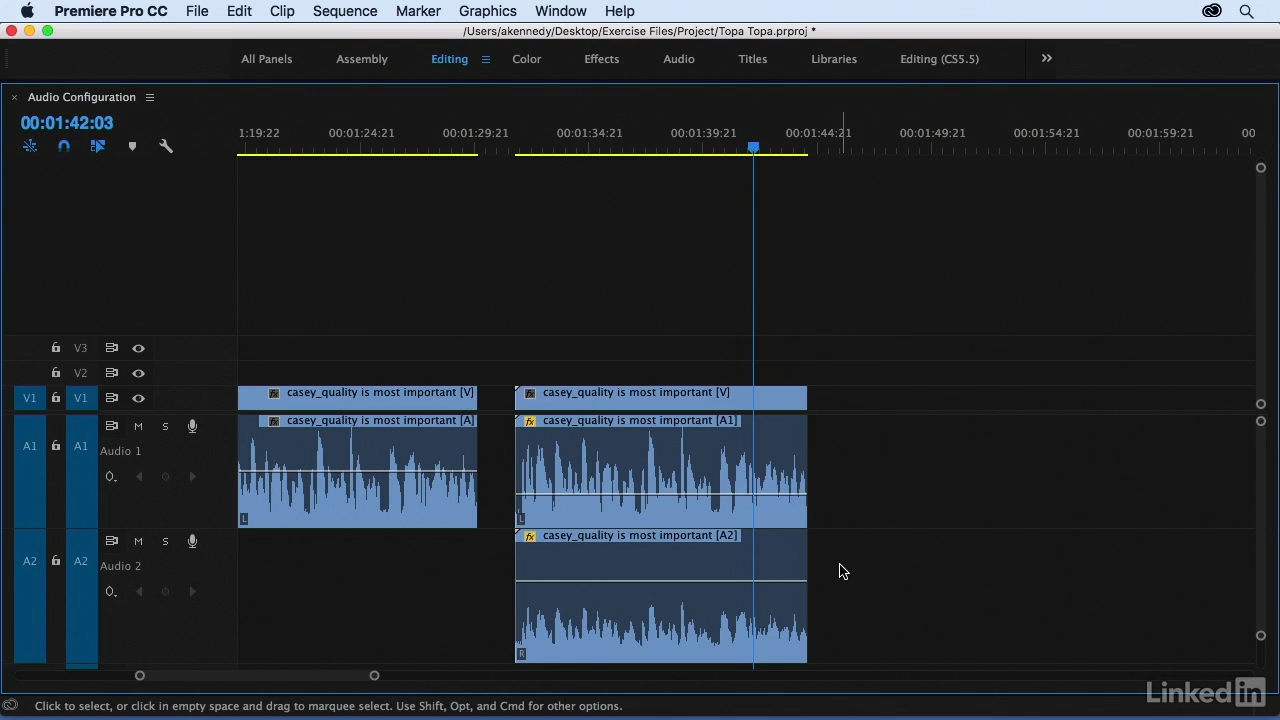 Premiere Pro CC File Edit Clip Sequence Marker Graphics Window Help
/Users/akennedy/Desktop/Exercise Files/Project/Topa Topa.prproj *
All Panels Assembly Editing Color Effects Audio Titles Libraries Editing (CS5.5)
Audio Configuration
00:01:42:03
1:19:22 00:01:24:21 00:01:29:21 00:01:34:21 00:01:39:21 00:01:44:21 00:01:49:21 00:01:54:21 00:01:59:21 00
V3
V2
V1 V1 casey_quality is most important [V] casey_quality is most important [V]
M S casey_quality is most important [A] casey_quality is most important [A1]
A1 A1
Audio 1
L L
M S casey_quality is most important [A2]
A2 A2
Audio 2
R
Linked in
Click to select, or click in empty space and drag to marquee select. Use Shift, Opt, and Cmd for other options.